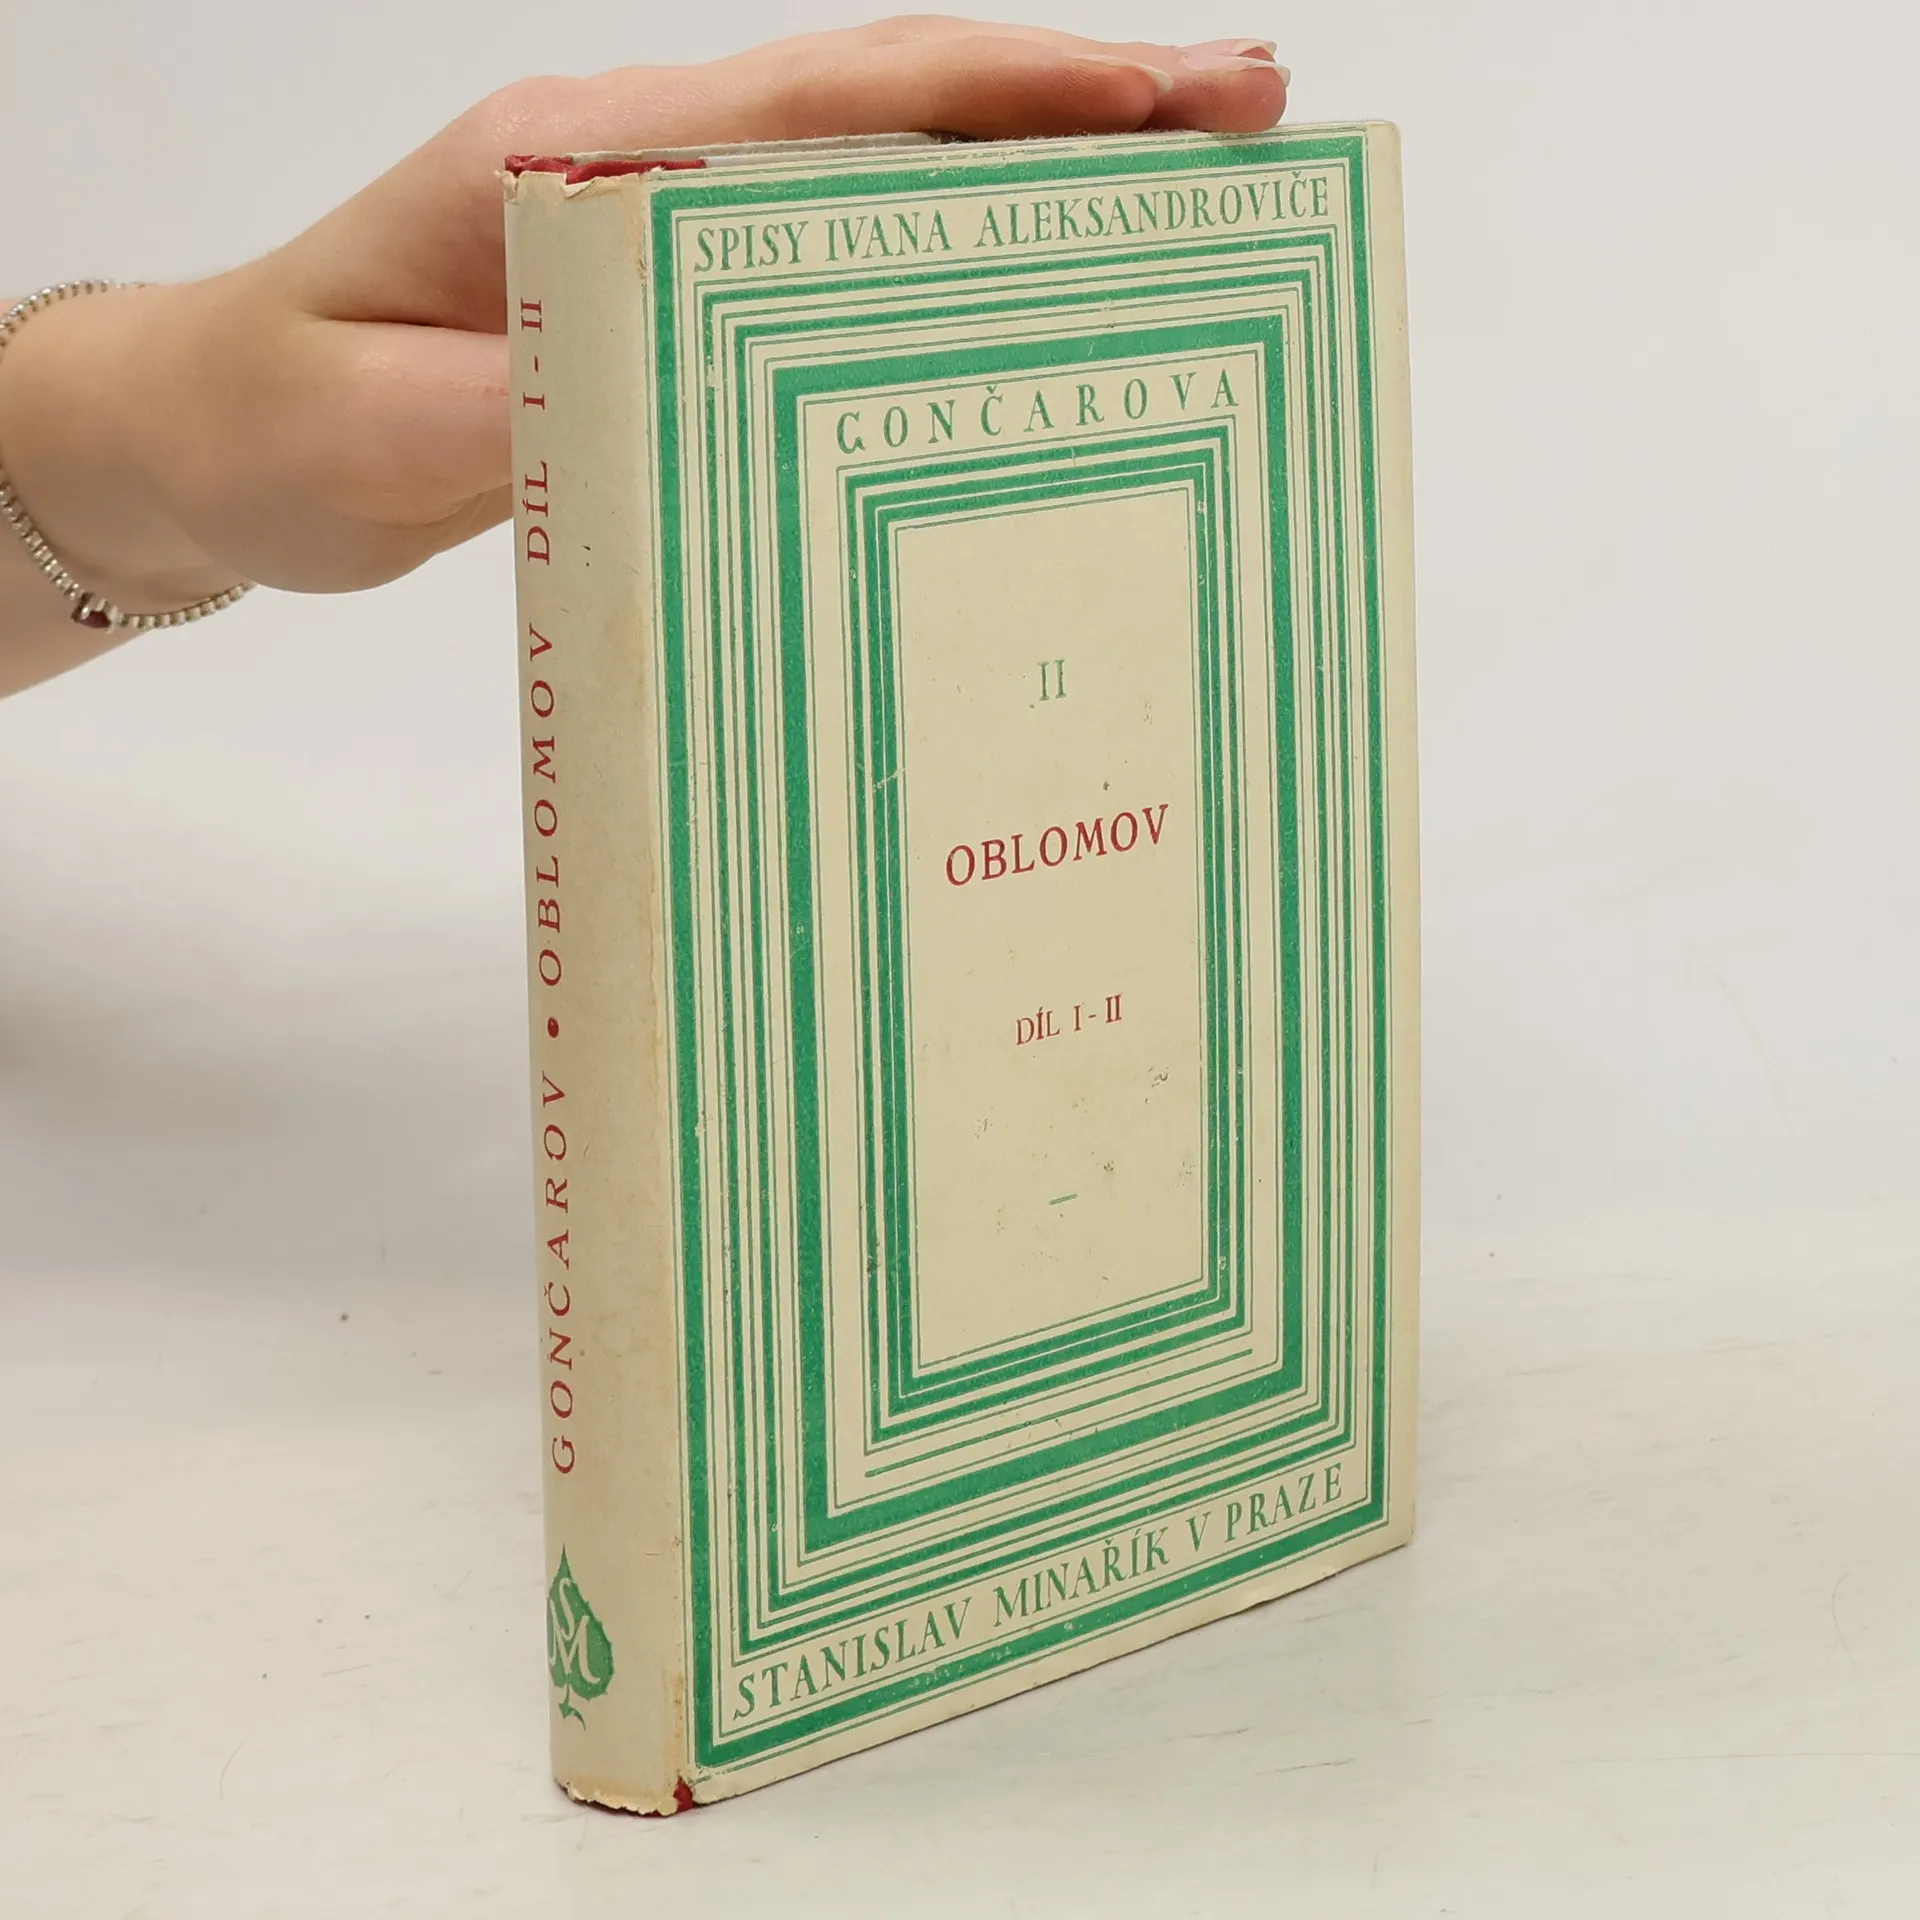 SPISY IVANA ALEKSANDROVIČE
GONČAROVA
II
OBLOMOV
DÍL I - II
STANISLAV MINAŘÍK V PRAZE
GONČAROV • OBLOMOV DÍL I - II
SM